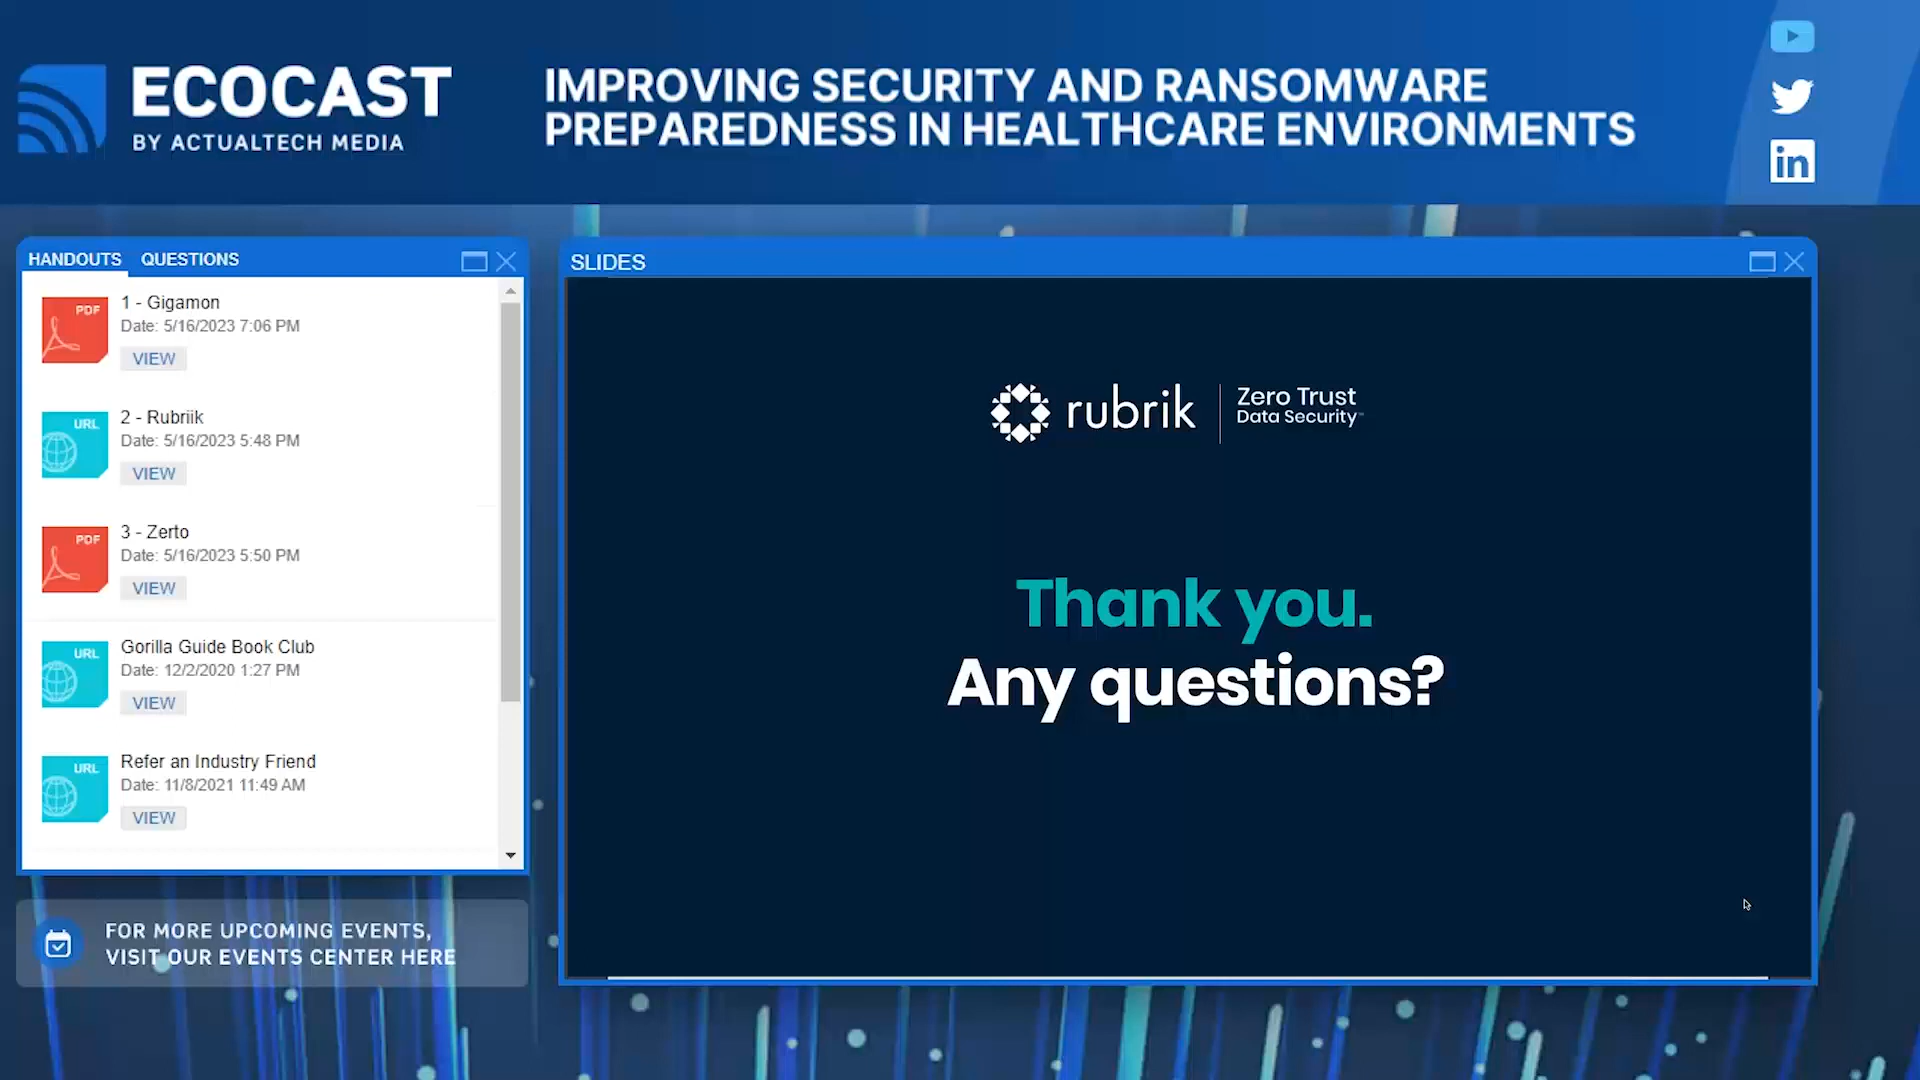 ECOCAST
BY ACTUALTECH MEDIA
IMPROVING SECURITY AND RANSOMWARE
PREPAREDNESS IN HEALTHCARE ENVIRONMENTS
in
HANDOUTS QUESTIONS
PDF
1 - Gigamon
Date: 5/16/2023 7:06 PM
VIEW
URL
2 - Rubriik
Date: 5/16/2023 5:48 PM
VIEW
PDF
3 - Zerto
Date: 5/16/2023 5:50 PM
VIEW
URL
Gorilla Guide Book Club
Date: 12/2/2020 1:27 PM
VIEW
URL
Refer an Industry Friend
Date: 11/8/2021 11:49 AM
VIEW
FOR MORE UPCOMING EVENTS,
VISIT OUR EVENTS CENTER HERE
SLIDES
rubrik
Zero Trust
Data Security™
Thank you.
Any questions?